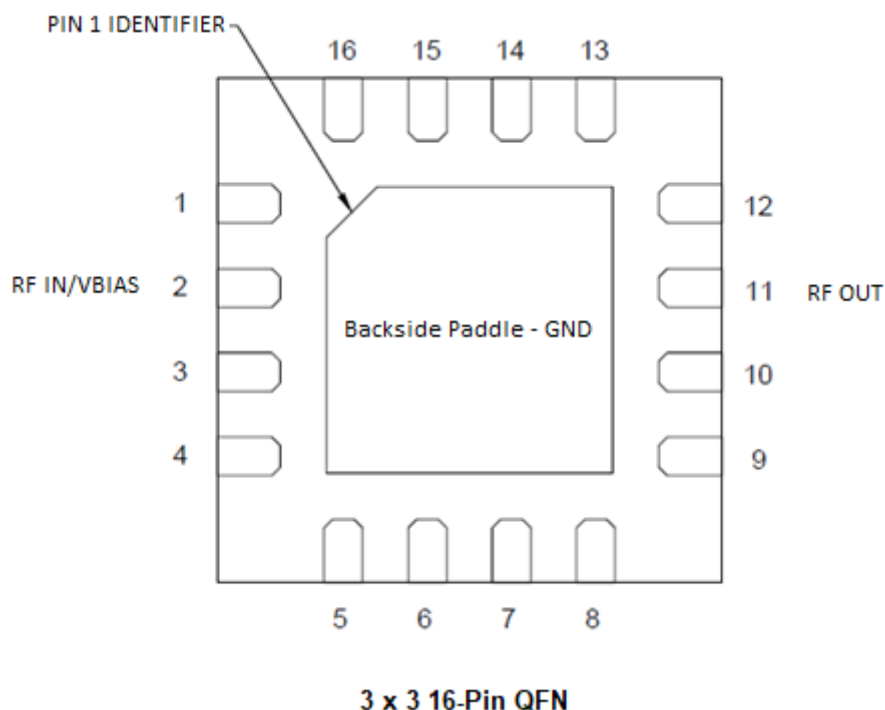 PIN 1 IDENTIFIER
16 15 14 13
1 12
RF IN/VBIAS 2 11 RF OUT
Backside Paddle - GND
3 10
4 9
5 6 7 8
3 x 3 16-Pin QFN